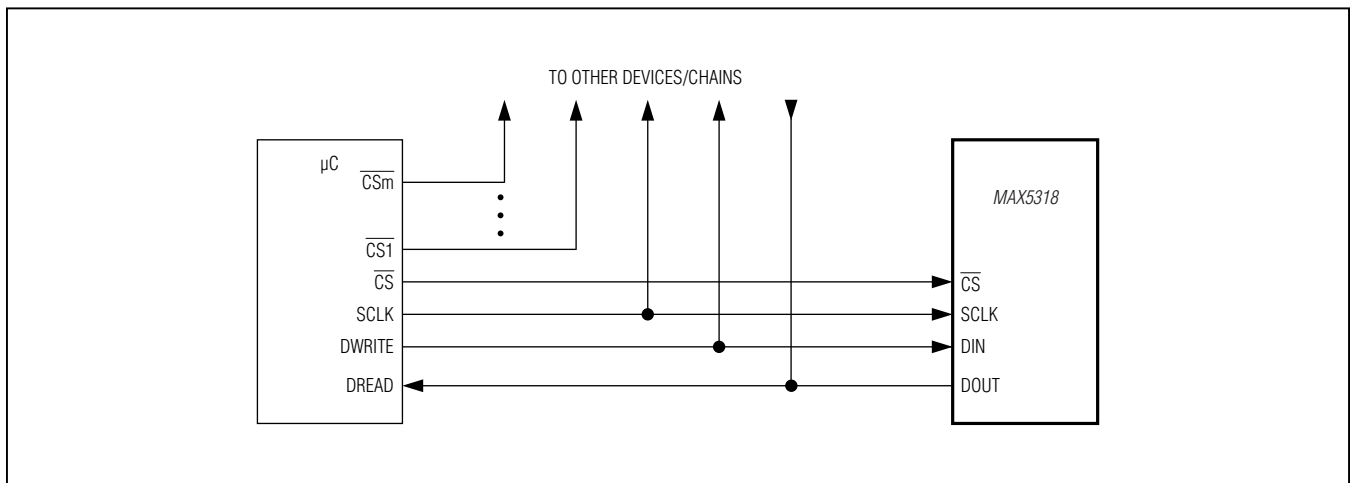 TO OTHER DEVICES/CHAINS
µC
CSm
CS1
CS
SCLK
DWRITE
DREAD
MAX5318
CS
SCLK
DIN
DOUT